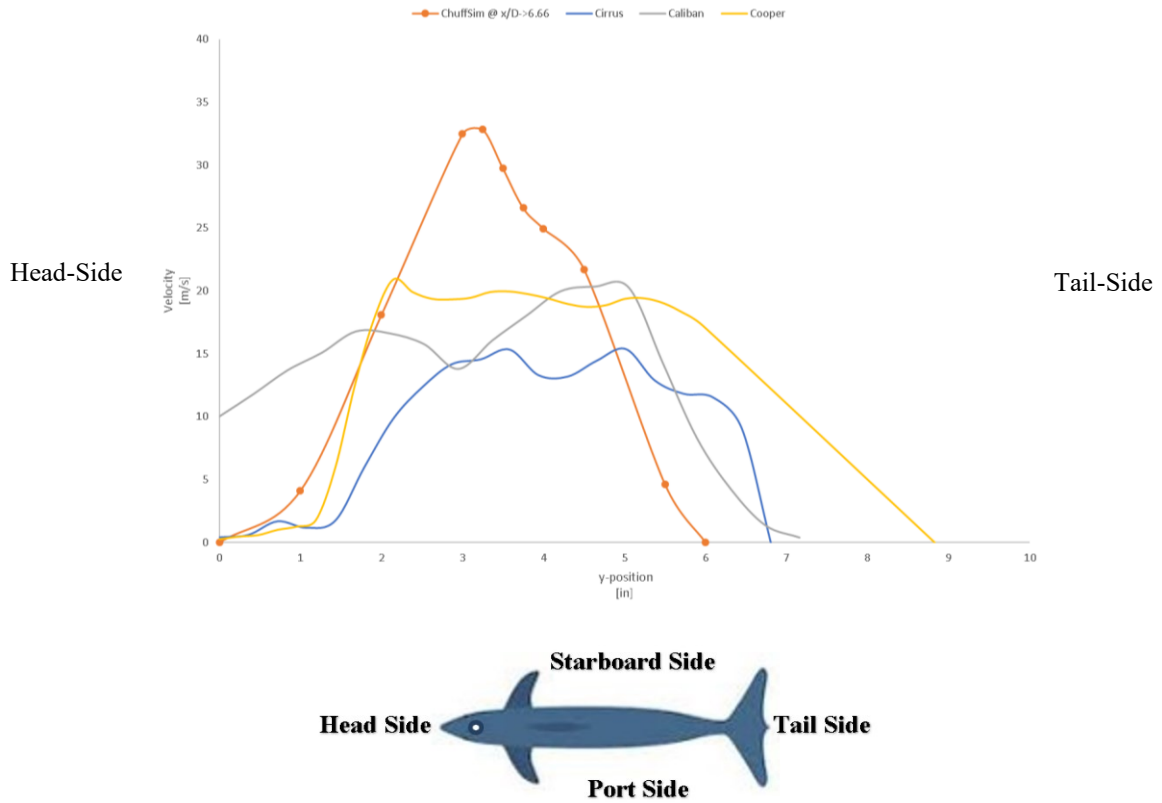 ChuffSim @ x/D->6.66 Cirrus Caliban Cooper
40
35
30
25
20
15
10
5
0
Head-Side
Velocity
[m/s]
Tail-Side
0 1 2 3 4 5 6 7 8 9 10
y-position
[in]
Starboard Side
Head Side
Tail Side
Port Side